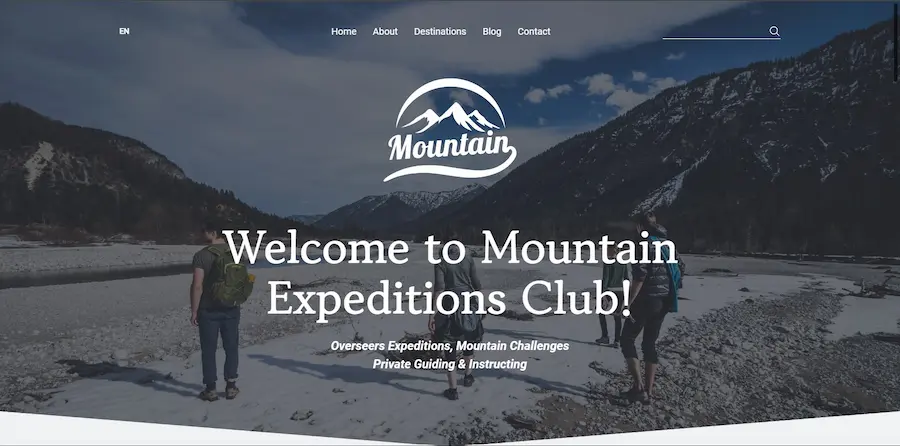 EN
Home About Destinations Blog Contact
Mountain
Welcome to Mountain
Expeditions Club!
Overseers Expeditions, Mountain Challenges
Private Guiding & Instructing